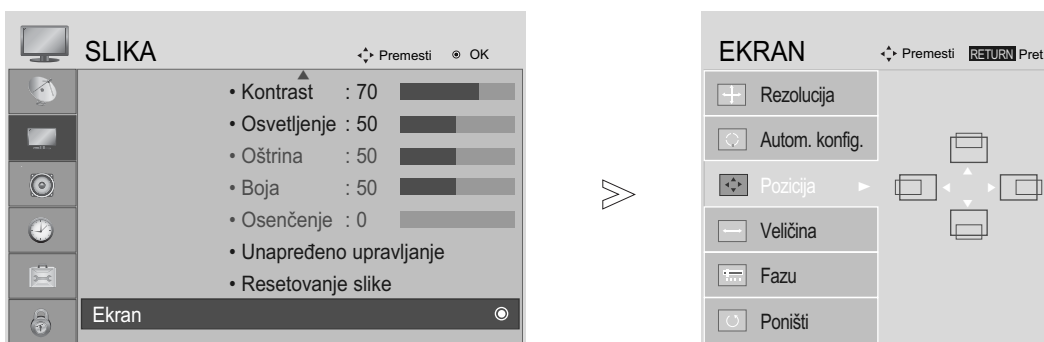 SLIKA
Premesti ◉ OK
• Kontrast : 70
• Osvetljenje : 50
• Oštrina : 50
• Boja : 50
• Osenčenje : 0
• Unapređeno upravljanje
• Resetovanje slike
Ekran
EKRAN
Premesti RETURN Pret
Rezolucija
Autom. konfig.
Pozicija
Veličina
Fazu
Poništi